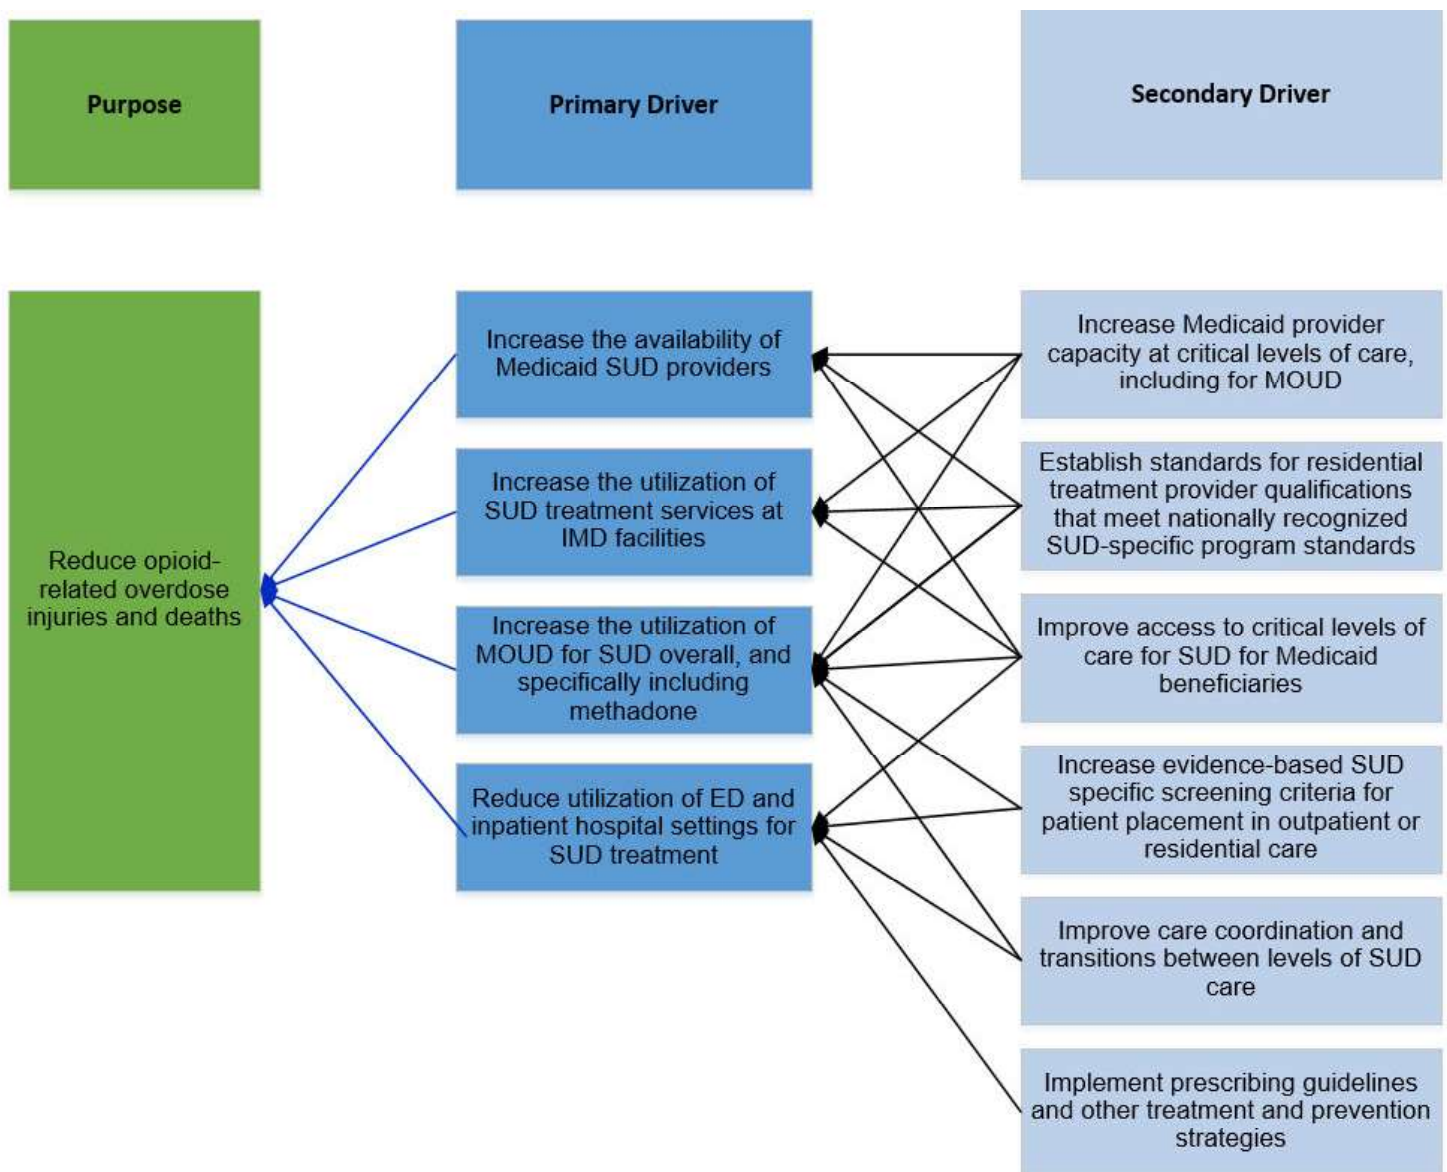 Purpose
Primary Driver
Secondary Driver
Reduce opioid-
related overdose
injuries and deaths
Increase the availability of
Medicaid SUD providers
Increase the utilization of
SUD treatment services at
IMD facilities
Increase the utilization of
MOUD for SUD overall, and
specifically including
methadone
Reduce utilization of ED and
inpatient hospital settings for
SUD treatment
Increase Medicaid provider
capacity at critical levels of care,
including for MOUD
Establish standards for residential
treatment provider qualifications
that meet nationally recognized
SUD-specific program standards
Improve access to critical levels of
care for SUD for Medicaid
beneficiaries
Increase evidence-based SUD
specific screening criteria for
patient placement in outpatient or
residential care
Improve care coordination and
transitions between levels of SUD
care
Implement prescribing guidelines
and other treatment and prevention
strategies